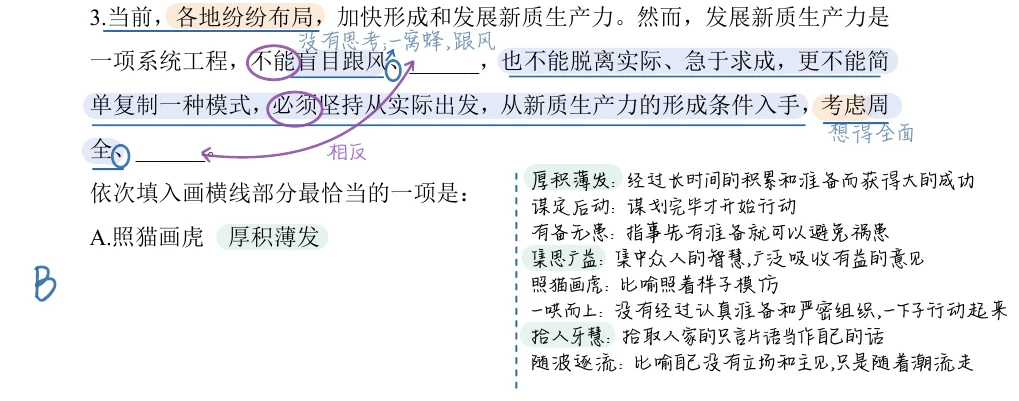 3.当前，各地纷纷布局，加快形成和发展新质生产力。然而，发展新质生产力是
没有思考;一窝蜂,跟风
一项系统工程，不能盲目跟风、______，也不能脱离实际、急于求成，更不能简
单复制一种模式，必须坚持从实际出发，从新质生产力的形成条件入手，考虑周
想得全面
全、______。
相反
依次填入画横线部分最恰当的一项是：
A.照猫画虎 厚积薄发
B
厚积薄发：经过长时间的积累和准备而获得大的成功
谋定后动：谋划完毕才开始行动
有备无患：指事先有准备就可以避免祸患
集思广益：集中众人的智慧,广泛吸收有益的意见
照猫画虎：比喻照着样子模仿
一哄而上：没有经过认真准备和严密组织,一下子行动起来
拾人牙慧：拾取人家的只言片语当作自己的话
随波逐流：比喻自己没有立场和主见,只是随着潮流走